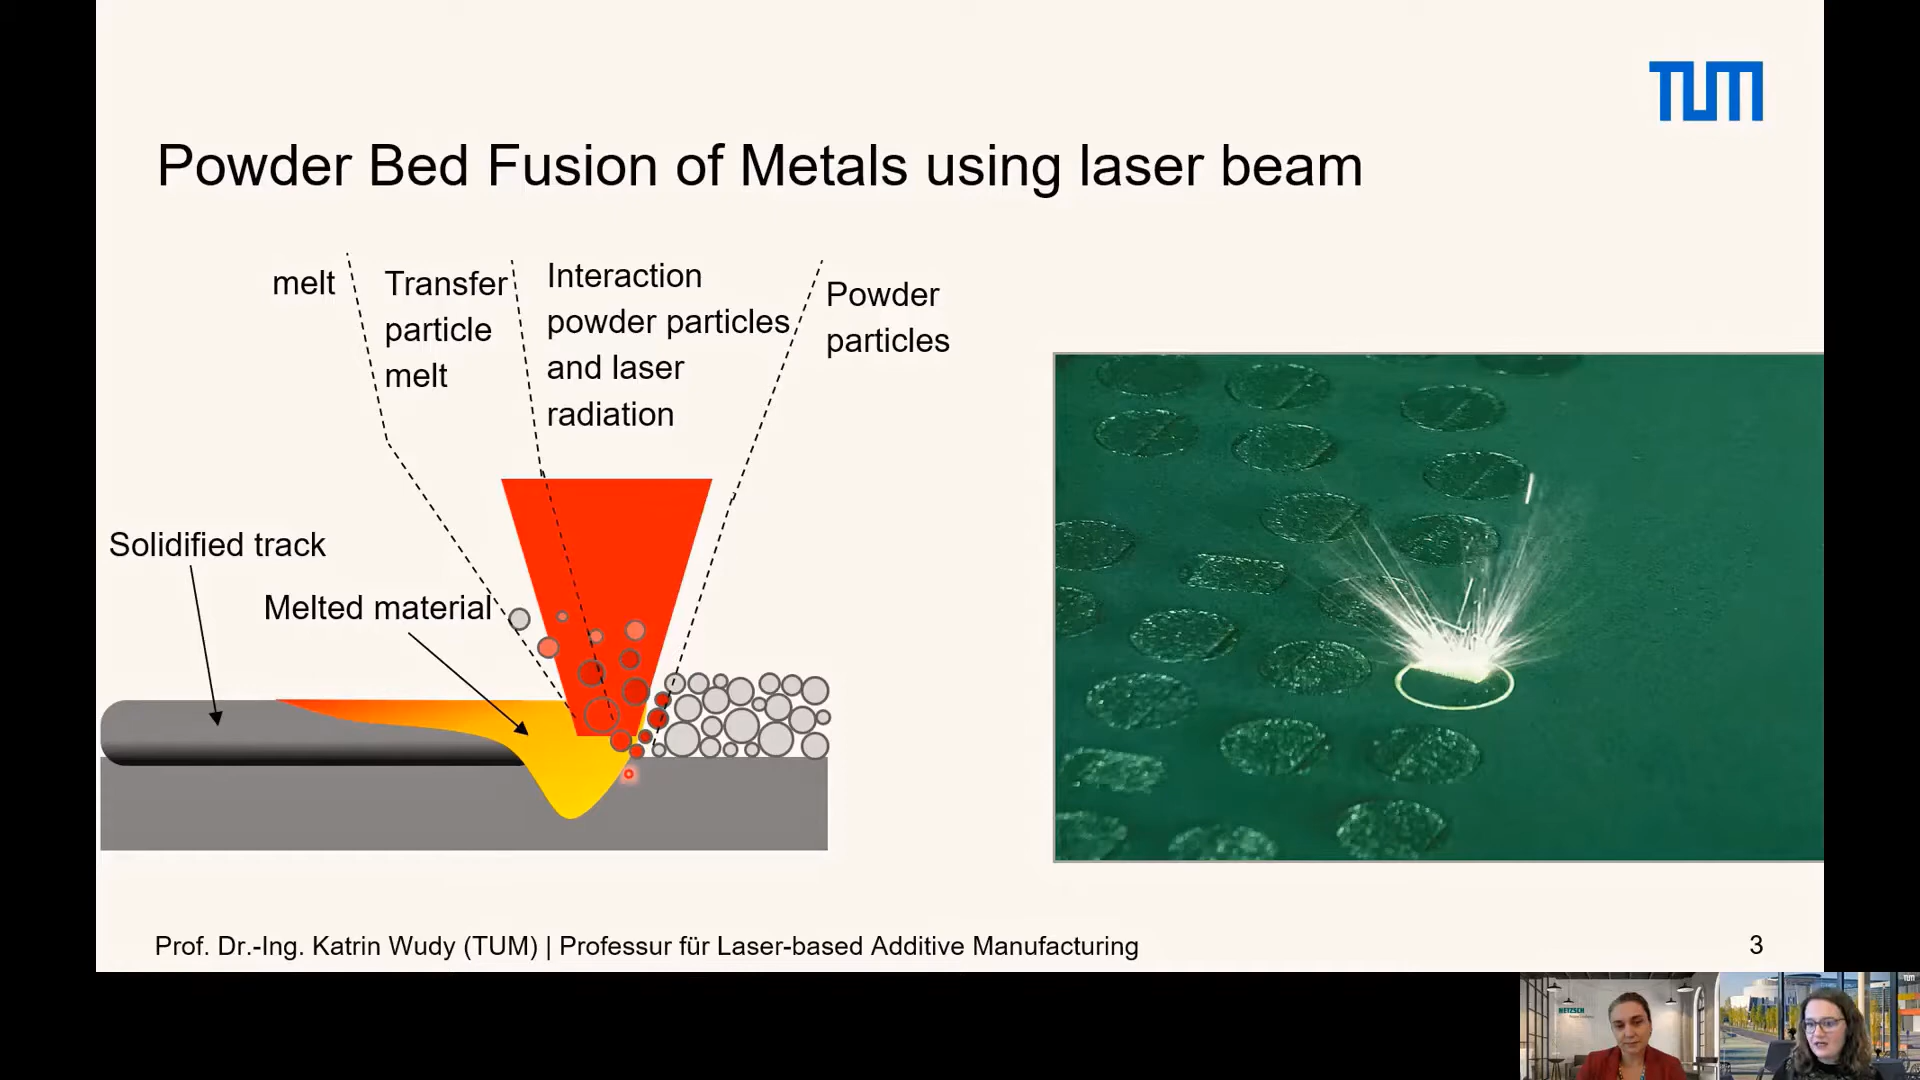 TUM
Powder Bed Fusion of Metals using laser beam
melt
Transfer
particle
melt
Interaction
powder particles
and laser
radiation
Powder
particles
Solidified track
Melted material
Prof. Dr.-Ing. Katrin Wudy (TUM) | Professur für Laser-based Additive Manufacturing
3
NETZSCH
TUM